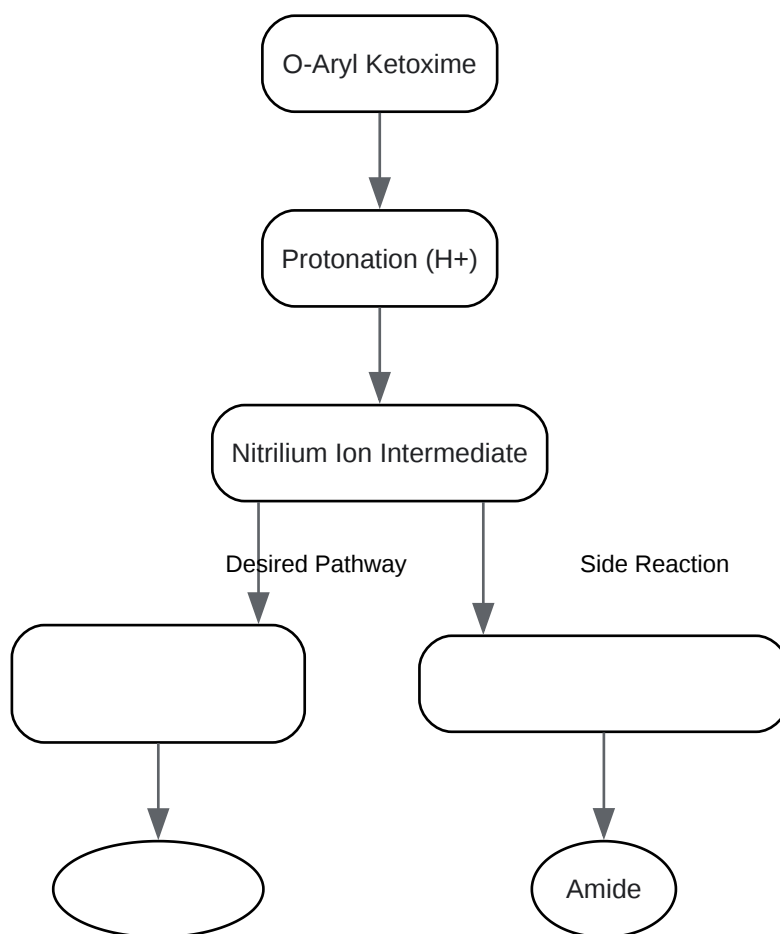 O-Aryl Ketoxime
Protonation (H+)
Nitrilium Ion Intermediate
Desired Pathway
Side Reaction
Amide